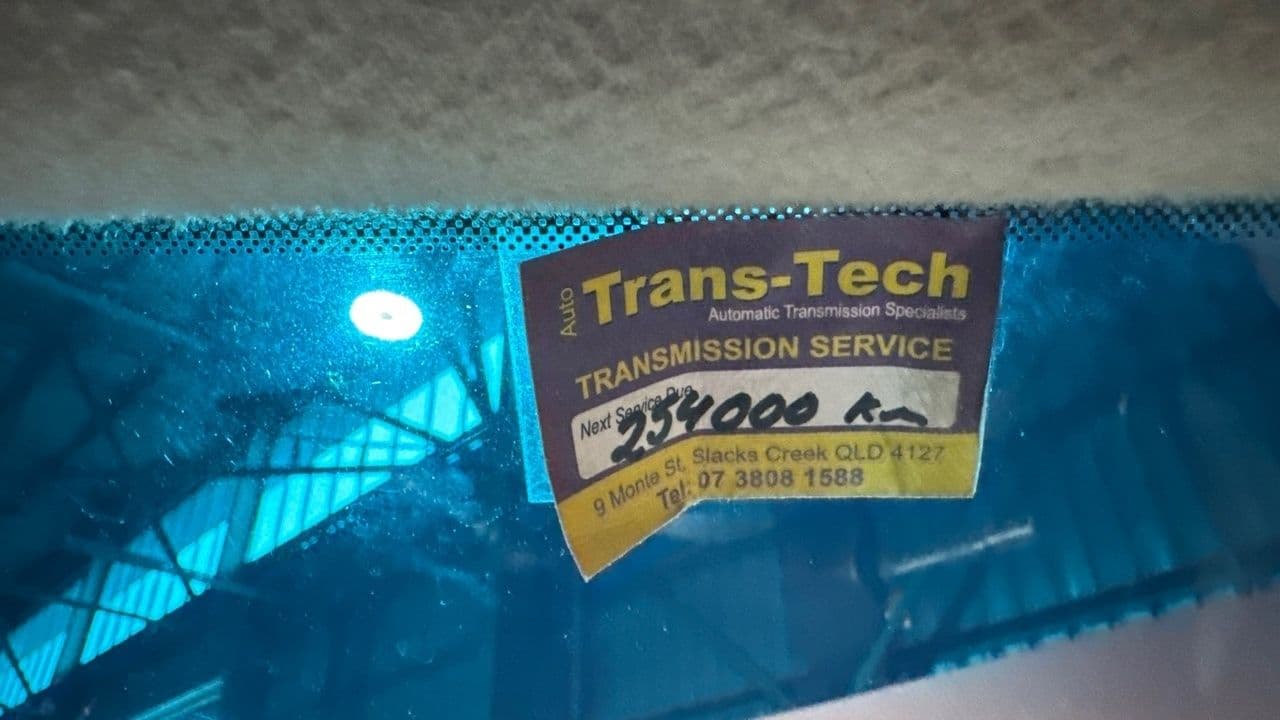 Auto Trans-Tech
Automatic Transmission Specialists
TRANSMISSION SERVICE
Next Service Due
254000 Km
9 Monte St, Slacks Creek QLD 4127
Tel: 07 3808 1588